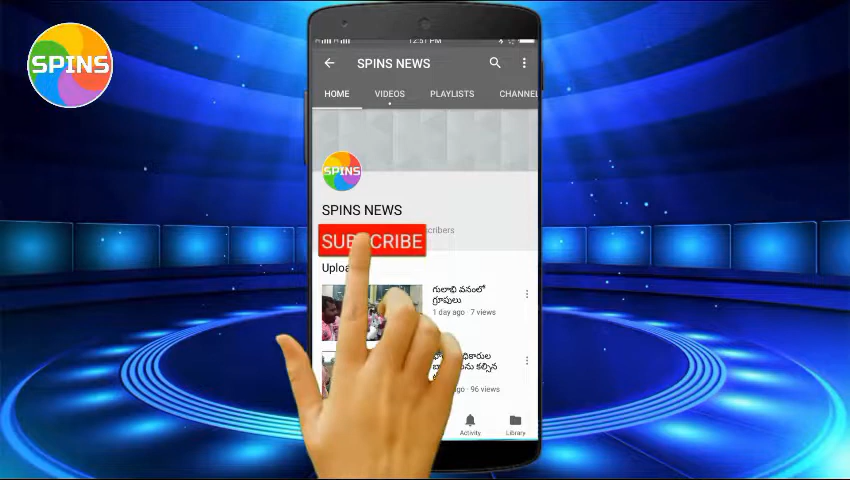 SPINS
12:51 PM
SPINS NEWS
HOME VIDEOS PLAYLISTS CHANNEL
SPINS
SPINS NEWS
SUBSCRIBE
గులాభి వనంలో
గ్రూపులు
1 day ago · 7 views
ago · 96 views
Activity
Library